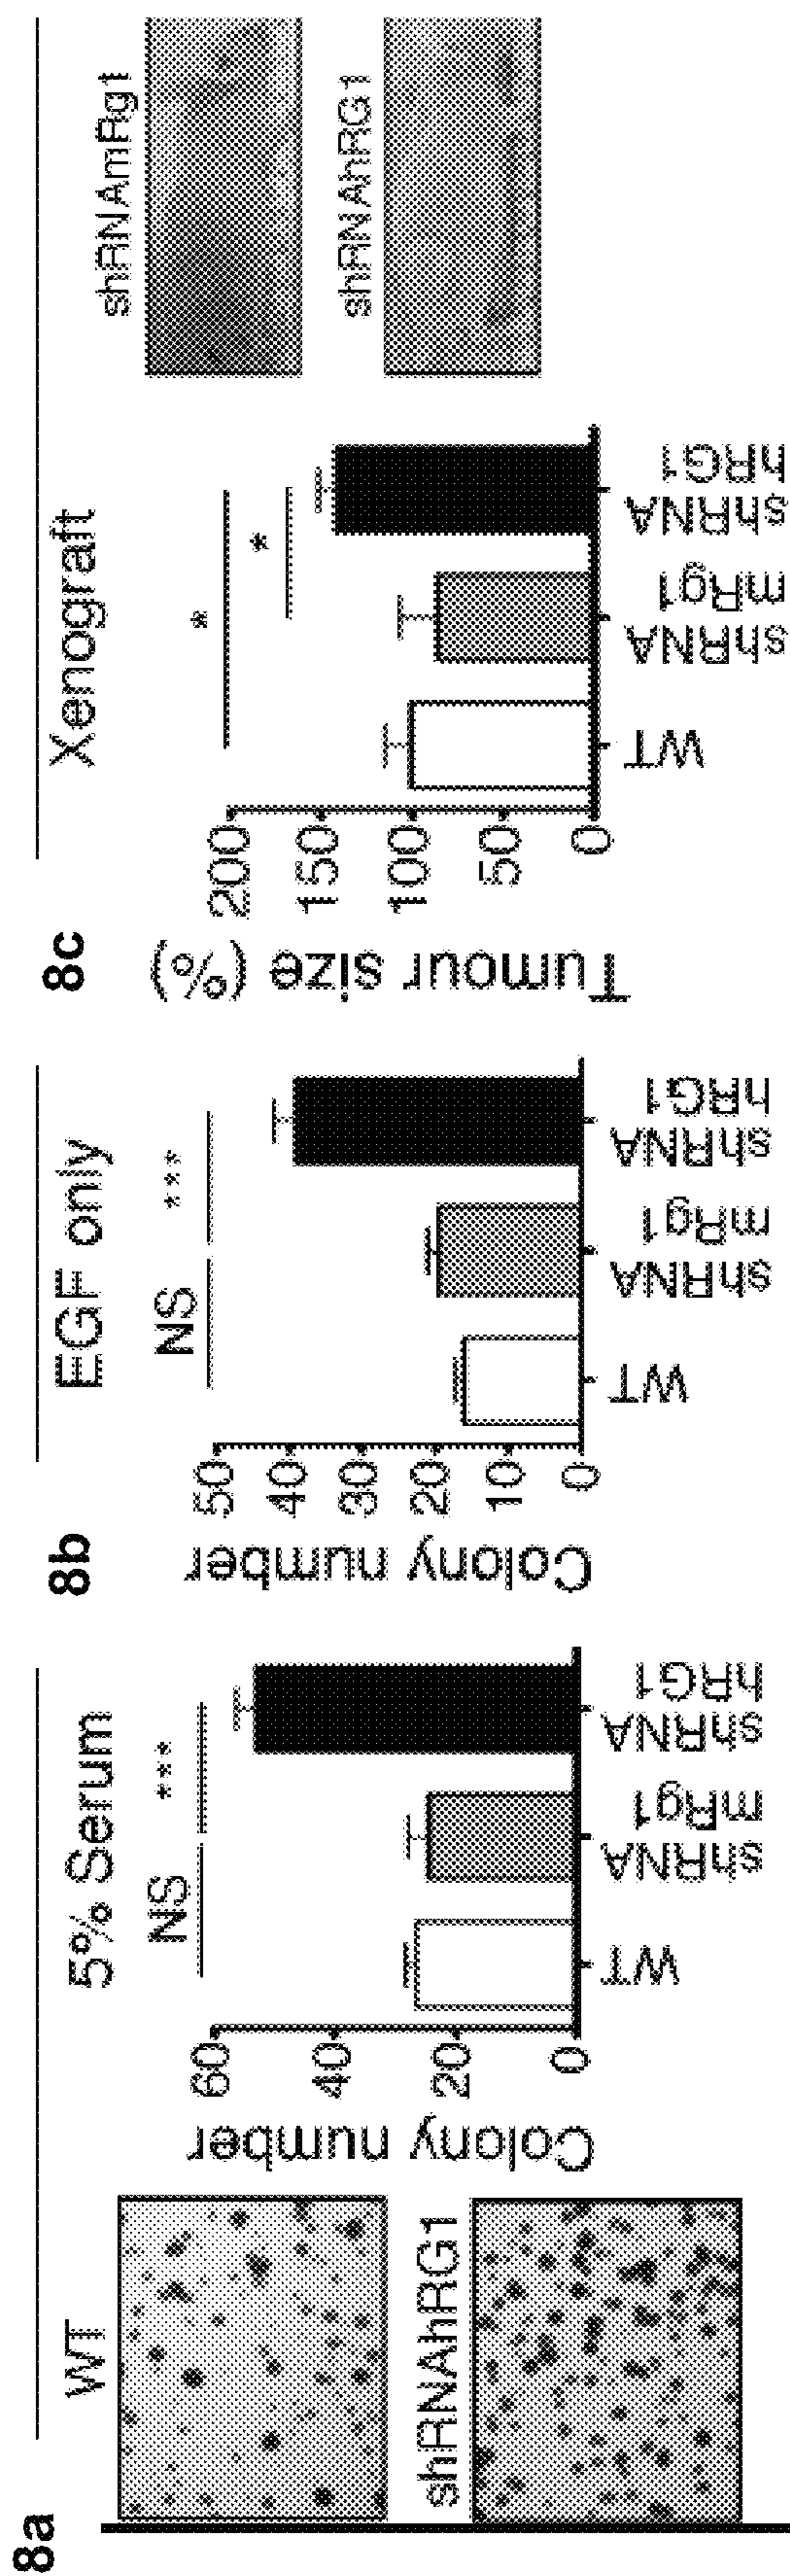 8a
WT
shRNAhRG1
5% Serum
NS
***
Colony number
60
40
20
0
WT
shRNA
mRg1
shRNA
hRG1
8b
EGF only
NS
***
Colony number
50
40
30
20
10
0
WT
shRNA
mRg1
shRNA
hRG1
8c
Xenograft
*
*
Tumour size (%)
200
150
100
50
0
WT
shRNA
mRg1
shRNA
hRG1
shRNAmRg1
shRNAhRG1